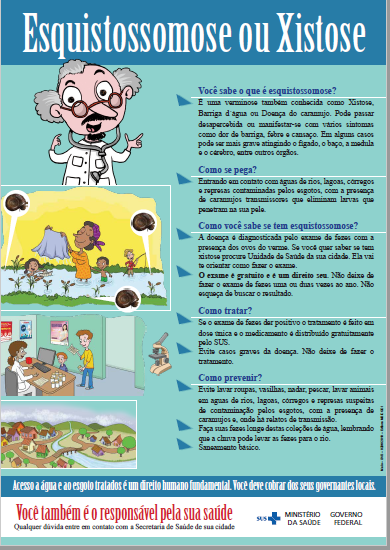 Esquistossomose ou Xistose
Você sabe o que é esquistossomose?
É uma verminose também conhecida como Xistose,
Barriga d'água ou Doença do caramujo. Pode passar
desapercebida ou manifestar-se com vários sintomas
como dor de barriga, febre e cansaço. Em alguns casos
pode ser mais grave atingindo o fígado, o baço, a medula
e o cérebro, entre outros órgãos.
Como se pega?
Entrando em contato com águas de rios, lagoas, córregos
e represas contaminadas pelos esgotos, com a presença
de caramujos transmissores que eliminam larvas que
penetram na sua pele.
Como você sabe se tem esquistossomose?
A doença é diagnosticada pelo exame de fezes com a
presença dos ovos do verme. Se você quer saber se tem
xistose procure Unidade de Saúde da sua cidade. Ela vai
te orientar como fazer o exame.
O exame é gratuito e é um direito seu. Não deixe de
fazer o exame de fezes uma ou duas vezes ao ano. Não
esqueça de buscar o resultado.
Como tratar?
Se o exame de fezes der positivo o tratamento é feito em
dose única e o medicamento é distribuído gratuitamente
pelo SUS.
Evite casos graves da doença. Não deixe de fazer o
tratamento.
Como prevenir?
Evite lavar roupas, vasilhas, nadar, pescar, lavar animais
em águas de rios, lagoas, córregos e represas suspeitas
de contaminação pelos esgotos, com a presença de
caramujos e, onde há relatos de transmissão.
Faça suas fezes longe destas coleções de água, lembrando
que a chuva pode levar as fezes para o rio.
Saneamento básico.
Acesso a água e ao esgoto tratados é um direito humano fundamental. Você deve cobrar dos seus governantes locais.
Você também é o responsável pela sua saúde
Qualquer dúvida entre em contato com a Secretaria de Saúde de sua cidade
SUS
MINISTÉRIO DA SAÚDE
GOVERNO FEDERAL